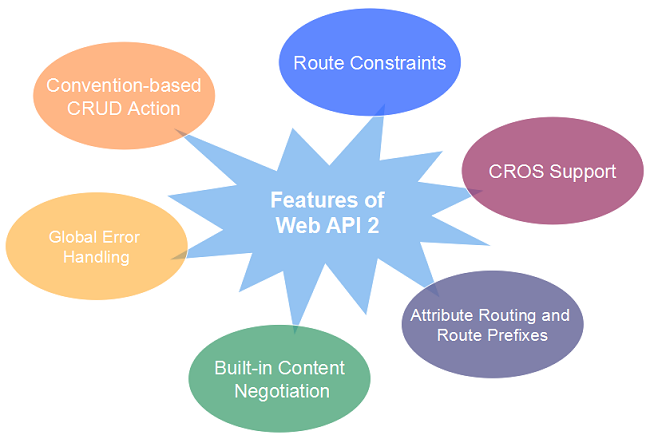 Route Constraints
Convention-based
CRUD Action
CROS Support
Features of
Web API 2
Global Error
Handling
Attribute Routing and
Route Prefixes
Built-in Content
Negotiation